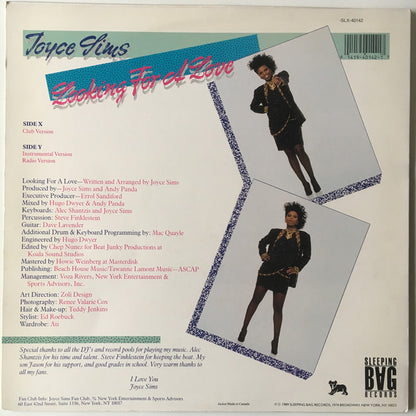 SLX-40142
Joyce Sims
Looking For A Love
SIDE X
Club Version
SIDE Y
Instrumental Version
Radio Version
Looking For A Love—Written and Arranged by Joyce Sims
Produced by—Joyce Sims and Andy Panda
Executive Producer—Errol Sandiford
Mixed by Hugo Dwyer & Andy Panda
Keyboards: Alec Shantzis and Joyce Sims
Percussion: Steve Finklestein
Guitar: Dave Lavender
Additional Drum & Keyboard Programming by: Mac Quayle
Engineered by Hugo Dwyer
Edited by Chep Nunez for Beat Junky Productions at
Koala Sound Studios
Mastered by Howie Weinberg at Masterdisk
Publishing: Beach House Music/Tawanne Lamont Music—ASCAP
Management: Voza Rivers, New York Entertainment &
Sports Advisors, Inc.
Art Direction: Zoli Design
Photography: Renee Valarie Cox
Hair & Make-up: Teddy Jenkins
Stylist: Ed Roebuck
Wardrobe:
Special thanks to all the DJ's and record pools for playing my music. Alec
Shantzis for his time and talent. Steve Finklestein for keeping the beat. My
son Jason for his support, and good grades in school. Very warm thanks to
all my fans.
I Love You
Joyce Sims
Fan Club Info: Joyce Sims Fan Club, % New York Entertainment & Sports Advisors
60 East 42nd Street, Suite 1336, New York, NY 10017
Jacket Made in Canada
1989 SLEEPING BAG RECORDS,
SLEEPING
BAG
RECORDS